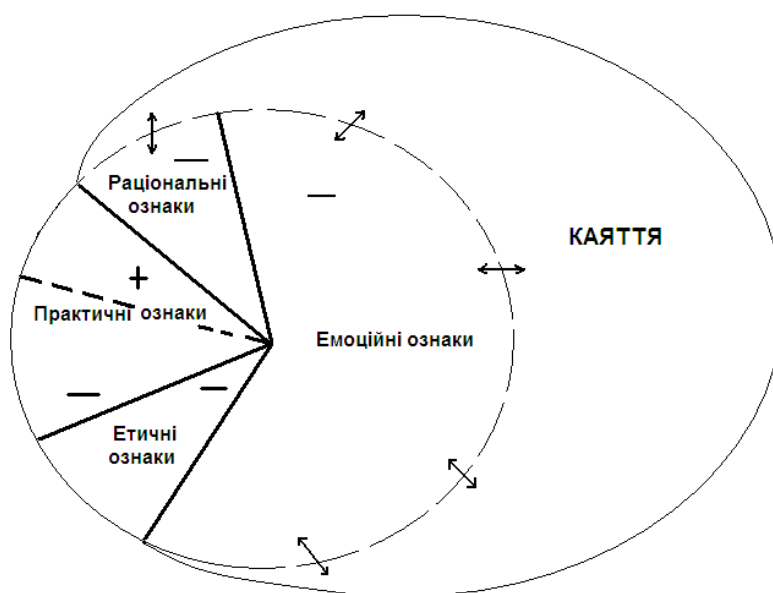 Раціональні
ознаки
КАЯТТЯ
+
Практичні ознаки
Емоційні ознаки
Етичні
ознаки